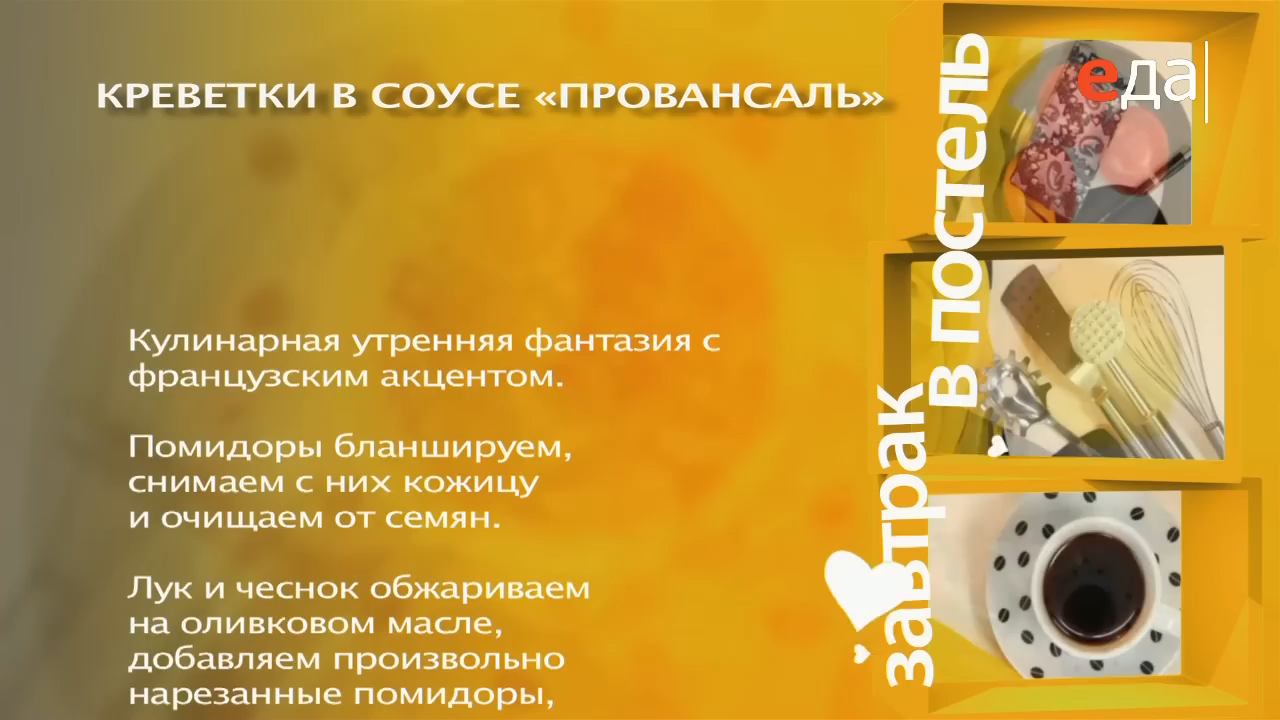 КРЕВЕТКИ В СОУСЕ «ПРОВАНСАЛЬ»
Кулинарная утренняя фантазия с
французским акцентом.
Помидоры бланшируем,
снимаем с них кожицу
и очищаем от семян.
Лук и чеснок обжариваем
на оливковом масле,
добавляем произвольно
нарезанные помидоры,
завтрак
в постель
еда